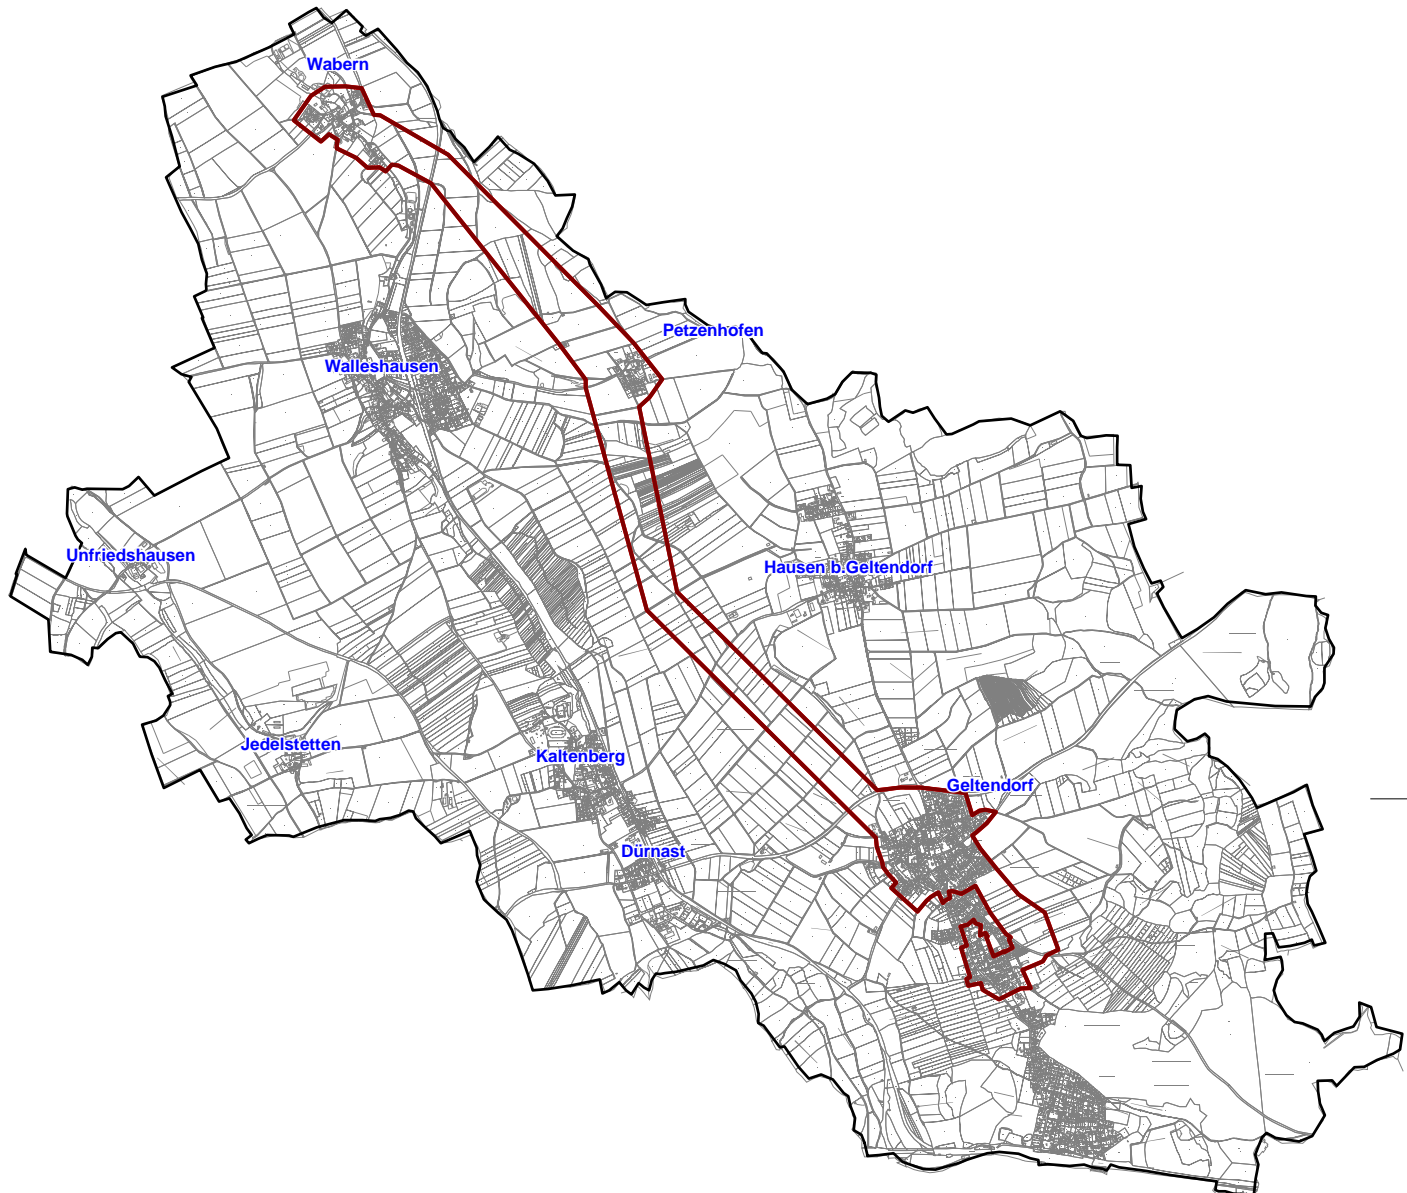 Wabern
Petzenhofen
Walleshausen
Unfriedshausen
Hausen b.Geltendorf
Jedelstetten
Kaltenberg
Geltendorf
Dürnast